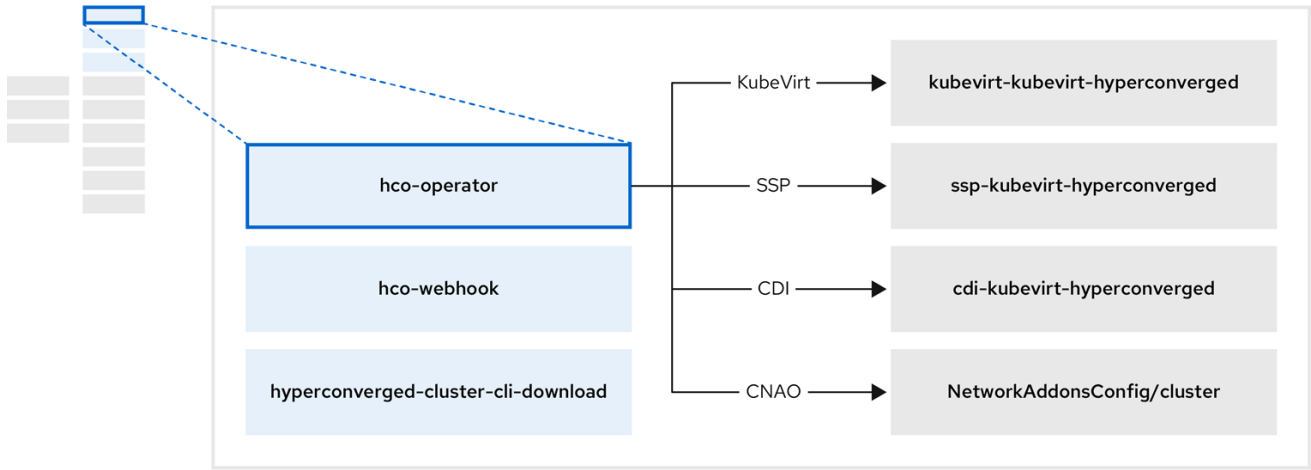 KubeVirt
kubevirt-kubevirt-hyperconverged
hco-operator
SSP
ssp-kubevirt-hyperconverged
hco-webhook
CDI
cdi-kubevirt-hyperconverged
hyperconverged-cluster-cli-download
CNAO
NetworkAddonsConfig/cluster